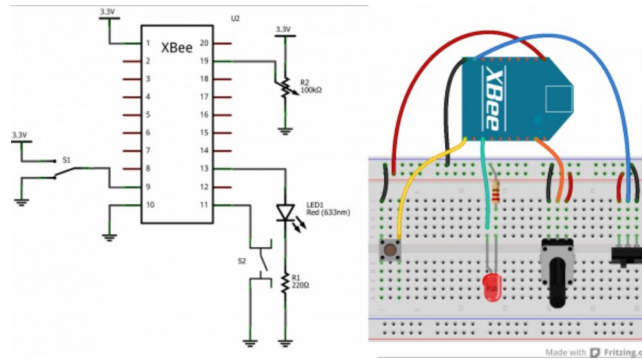 3.3V
U2
3.3V
1
XBee
20
2
19
3
18
R2
100kΩ
4
17
5
16
6
15
3.3V
7
14
S1
8
13
9
12
LED1
Red (633nm)
10
11
S2
R1
220Ω
XBee
Made with Fritzing.o